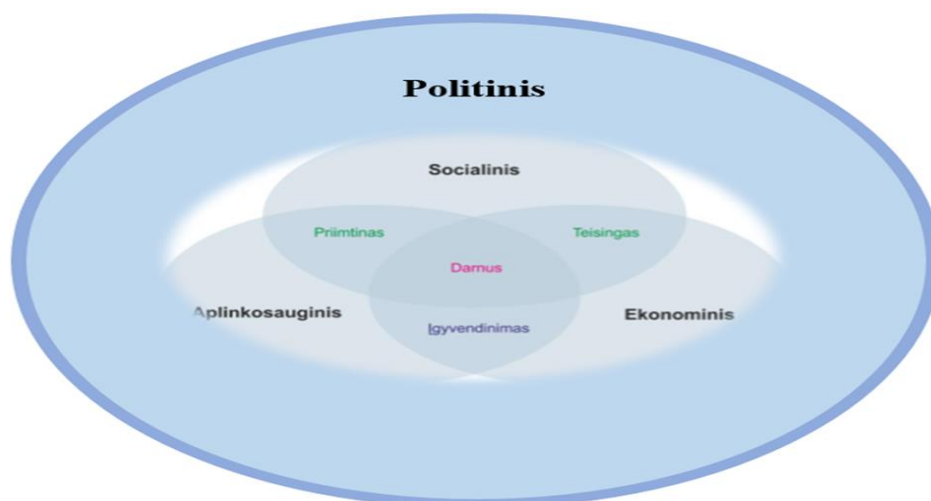 Politinis
Socialinis
Priimtinas
Teisingas
Darnus
Aplinkosauginis
Ekonominis
Įgyvendinimas